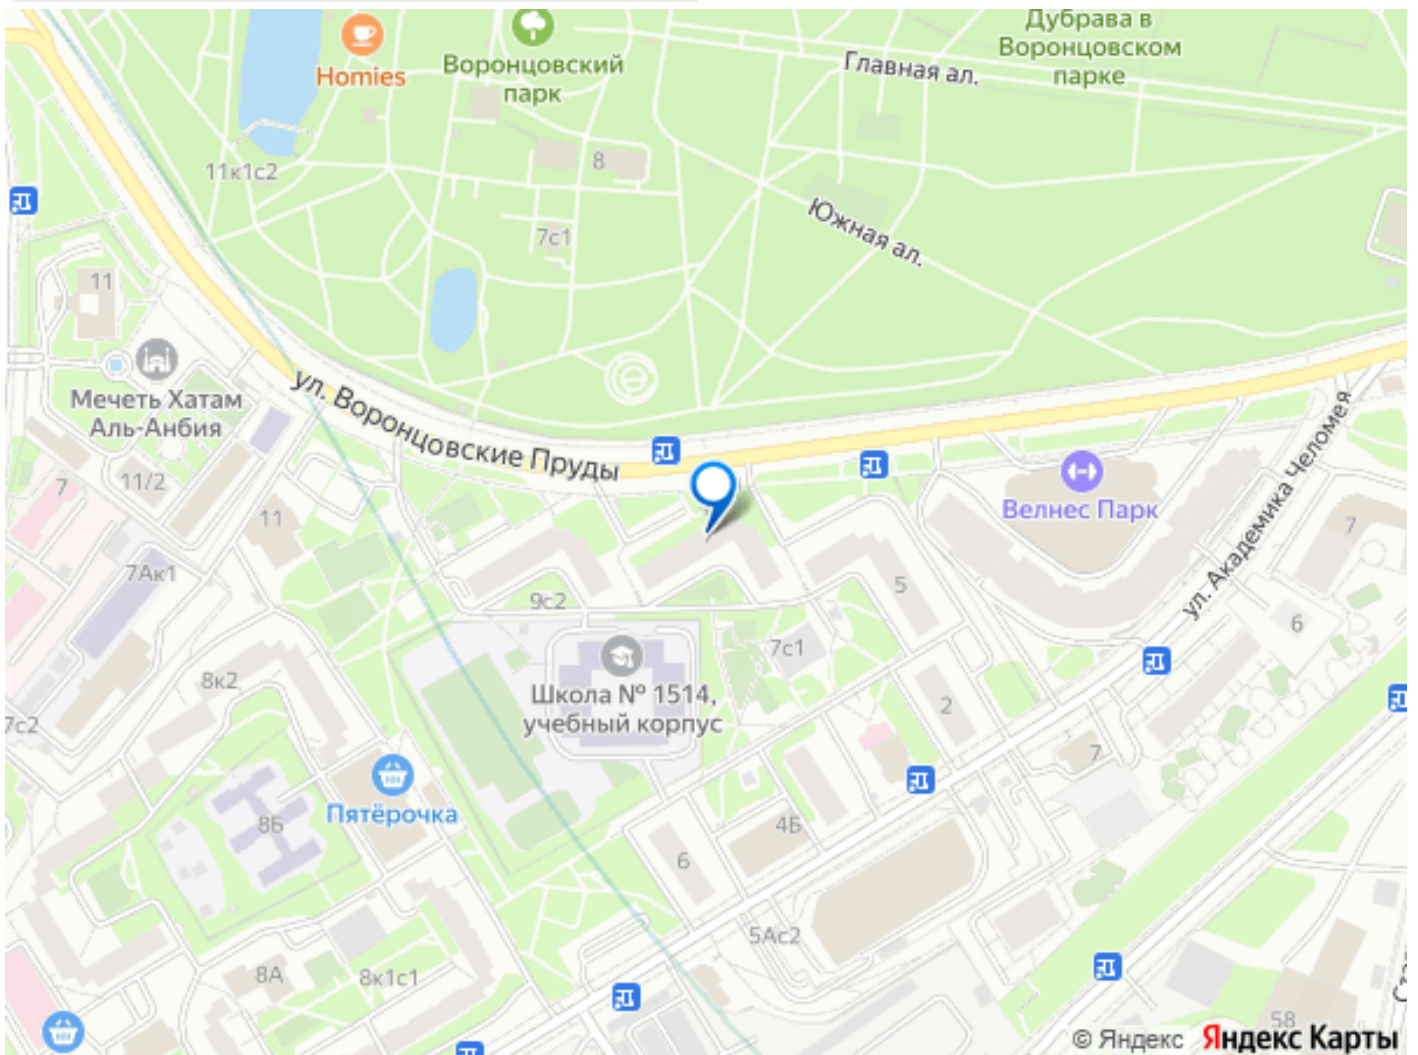 Дубрава в
Воронцовском
парке
Homies
Воронцовский
парк
Главная ал.
8
11к1с2
Южная ал.
7с1
11
Мечеть Хатам
Аль-Анбия
ул. Воронцовские Пруды
ул. Академика Челомея
Велнес Парк
11/2
7
11
7
7Ак1
9с2
5
6
7с1
8к2
Школа № 1514,
учебный корпус
2
7с2
7
Пятёрочка
8Б
4Б
6
5Ас2
8А
8к1с1
58
© Яндекс Яндекс Карты